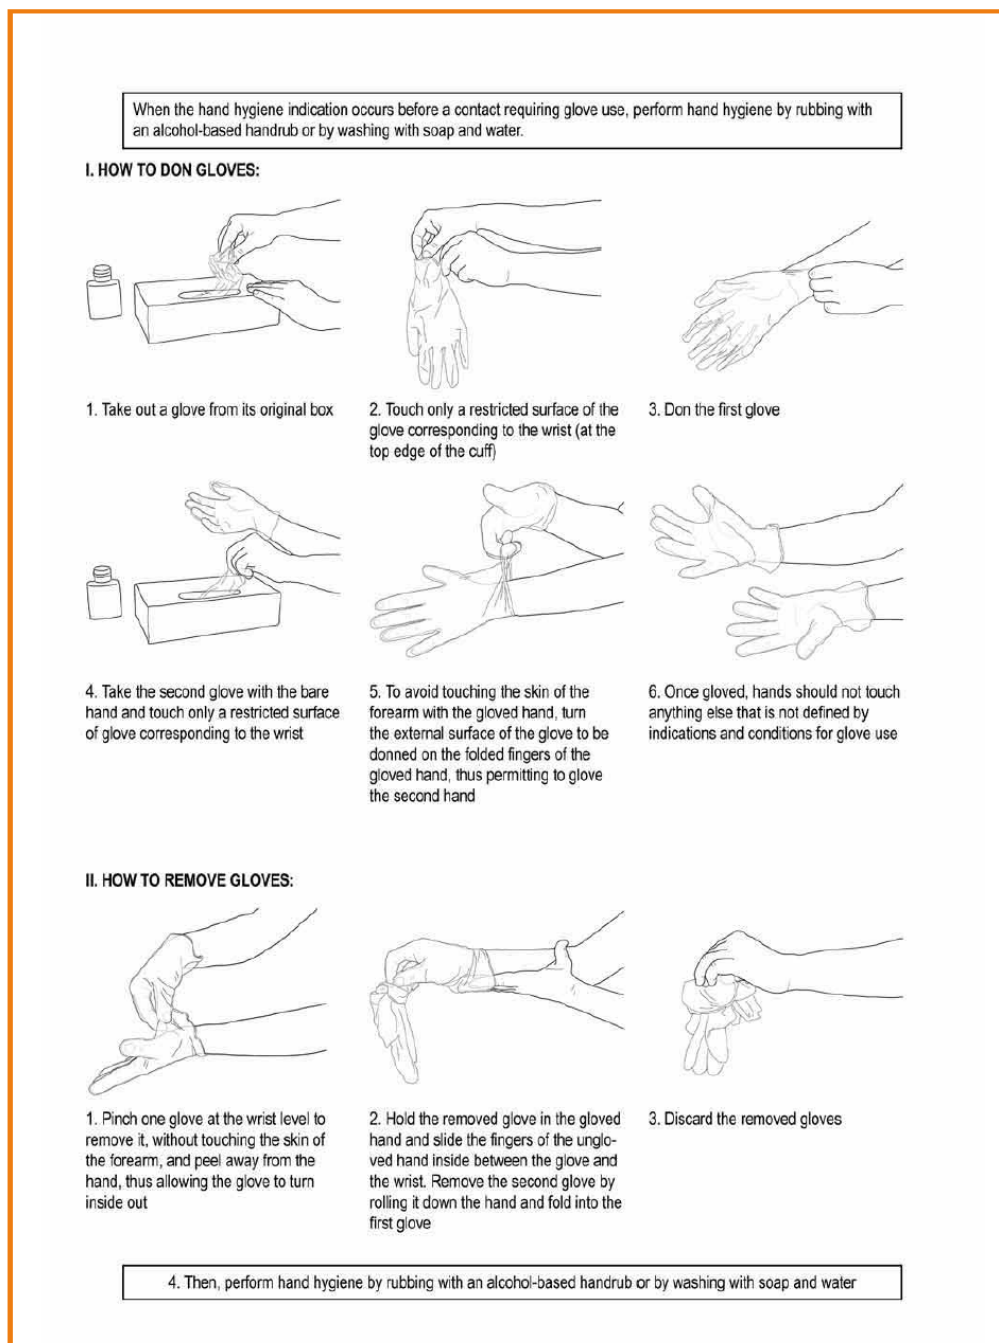 When the hand hygiene indication occurs before a contact requiring glove use, perform hand hygiene by rubbing with
an alcohol-based handrub or by washing with soap and water.
I. HOW TO DON GLOVES:
1. Take out a glove from its original box
2. Touch only a restricted surface of the
glove corresponding to the wrist (at the
top edge of the cuff)
3. Don the first glove
4. Take the second glove with the bare
hand and touch only a restricted surface
of glove corresponding to the wrist
5. To avoid touching the skin of the
forearm with the gloved hand, turn
the external surface of the glove to be
donned on the folded fingers of the
gloved hand, thus permitting to glove
the second hand
6. Once gloved, hands should not touch
anything else that is not defined by
indications and conditions for glove use
II. HOW TO REMOVE GLOVES:
1. Pinch one glove at the wrist level to
remove it, without touching the skin of
the forearm, and peel away from the
hand, thus allowing the glove to turn
inside out
2. Hold the removed glove in the gloved
hand and slide the fingers of the unglo-
ved hand inside between the glove and
the wrist. Remove the second glove by
rolling it down the hand and fold into the
first glove
3. Discard the removed gloves
4. Then, perform hand hygiene by rubbing with an alcohol-based handrub or by washing with soap and water